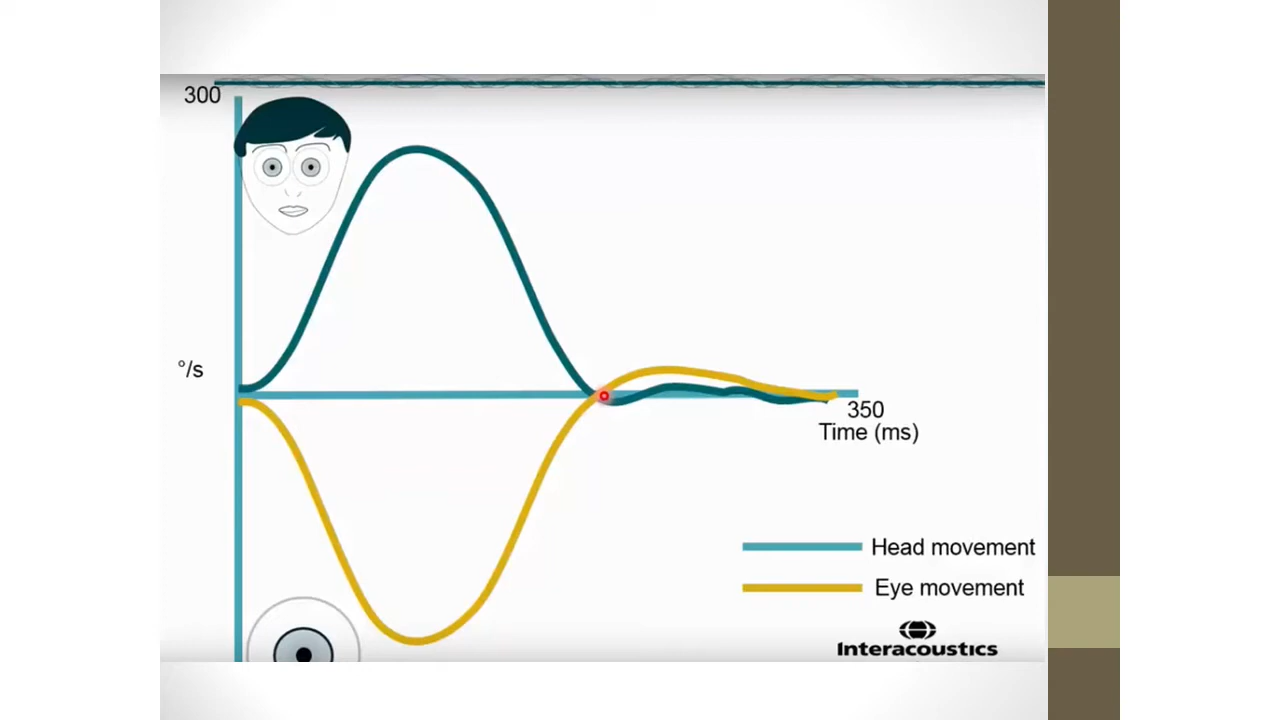 300
°/s
350
Time (ms)
Head movement
Eye movement
Interacoustics